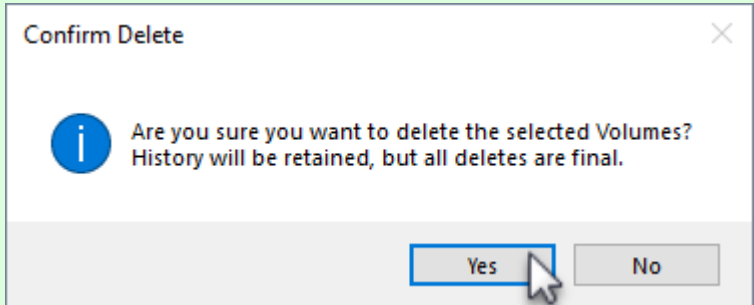 Confirm Delete
Are you sure you want to delete the selected Volumes?
History will be retained, but all deletes are final.
Yes
No